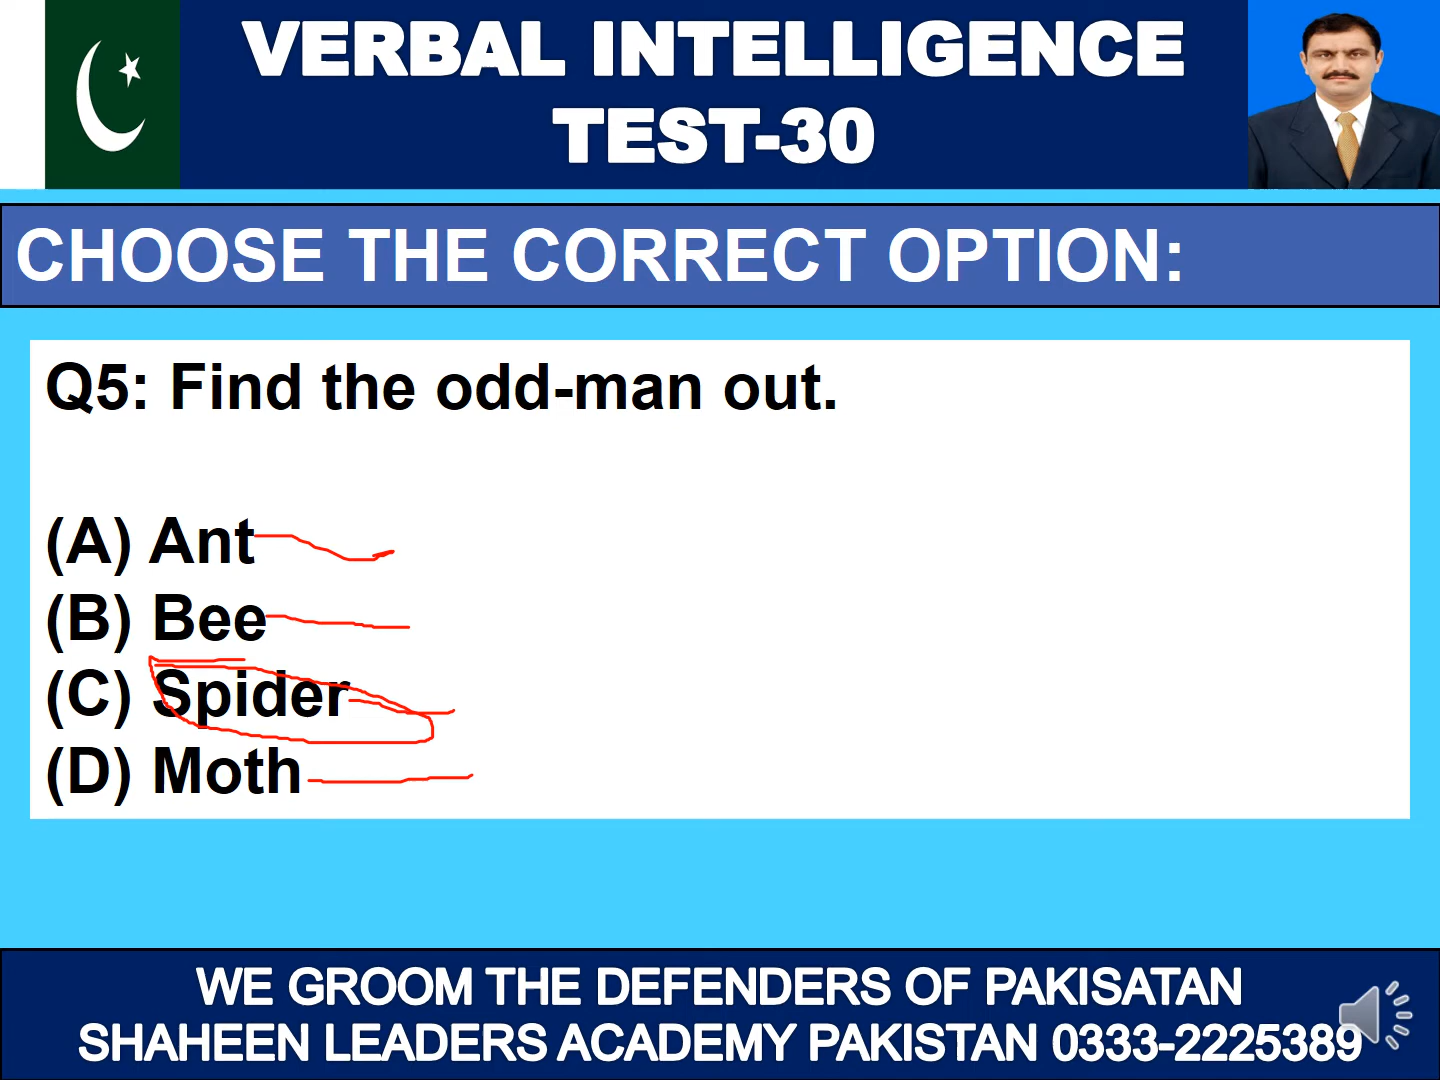 VERBAL INTELLIGENCE
TEST-30
CHOOSE THE CORRECT OPTION:
Q5: Find the odd-man out.
(A) Ant
(B) Bee
(C) Spider
(D) Moth
WE GROOM THE DEFENDERS OF PAKISATAN
SHAHEEN LEADERS ACADEMY PAKISTAN 0333-2225389